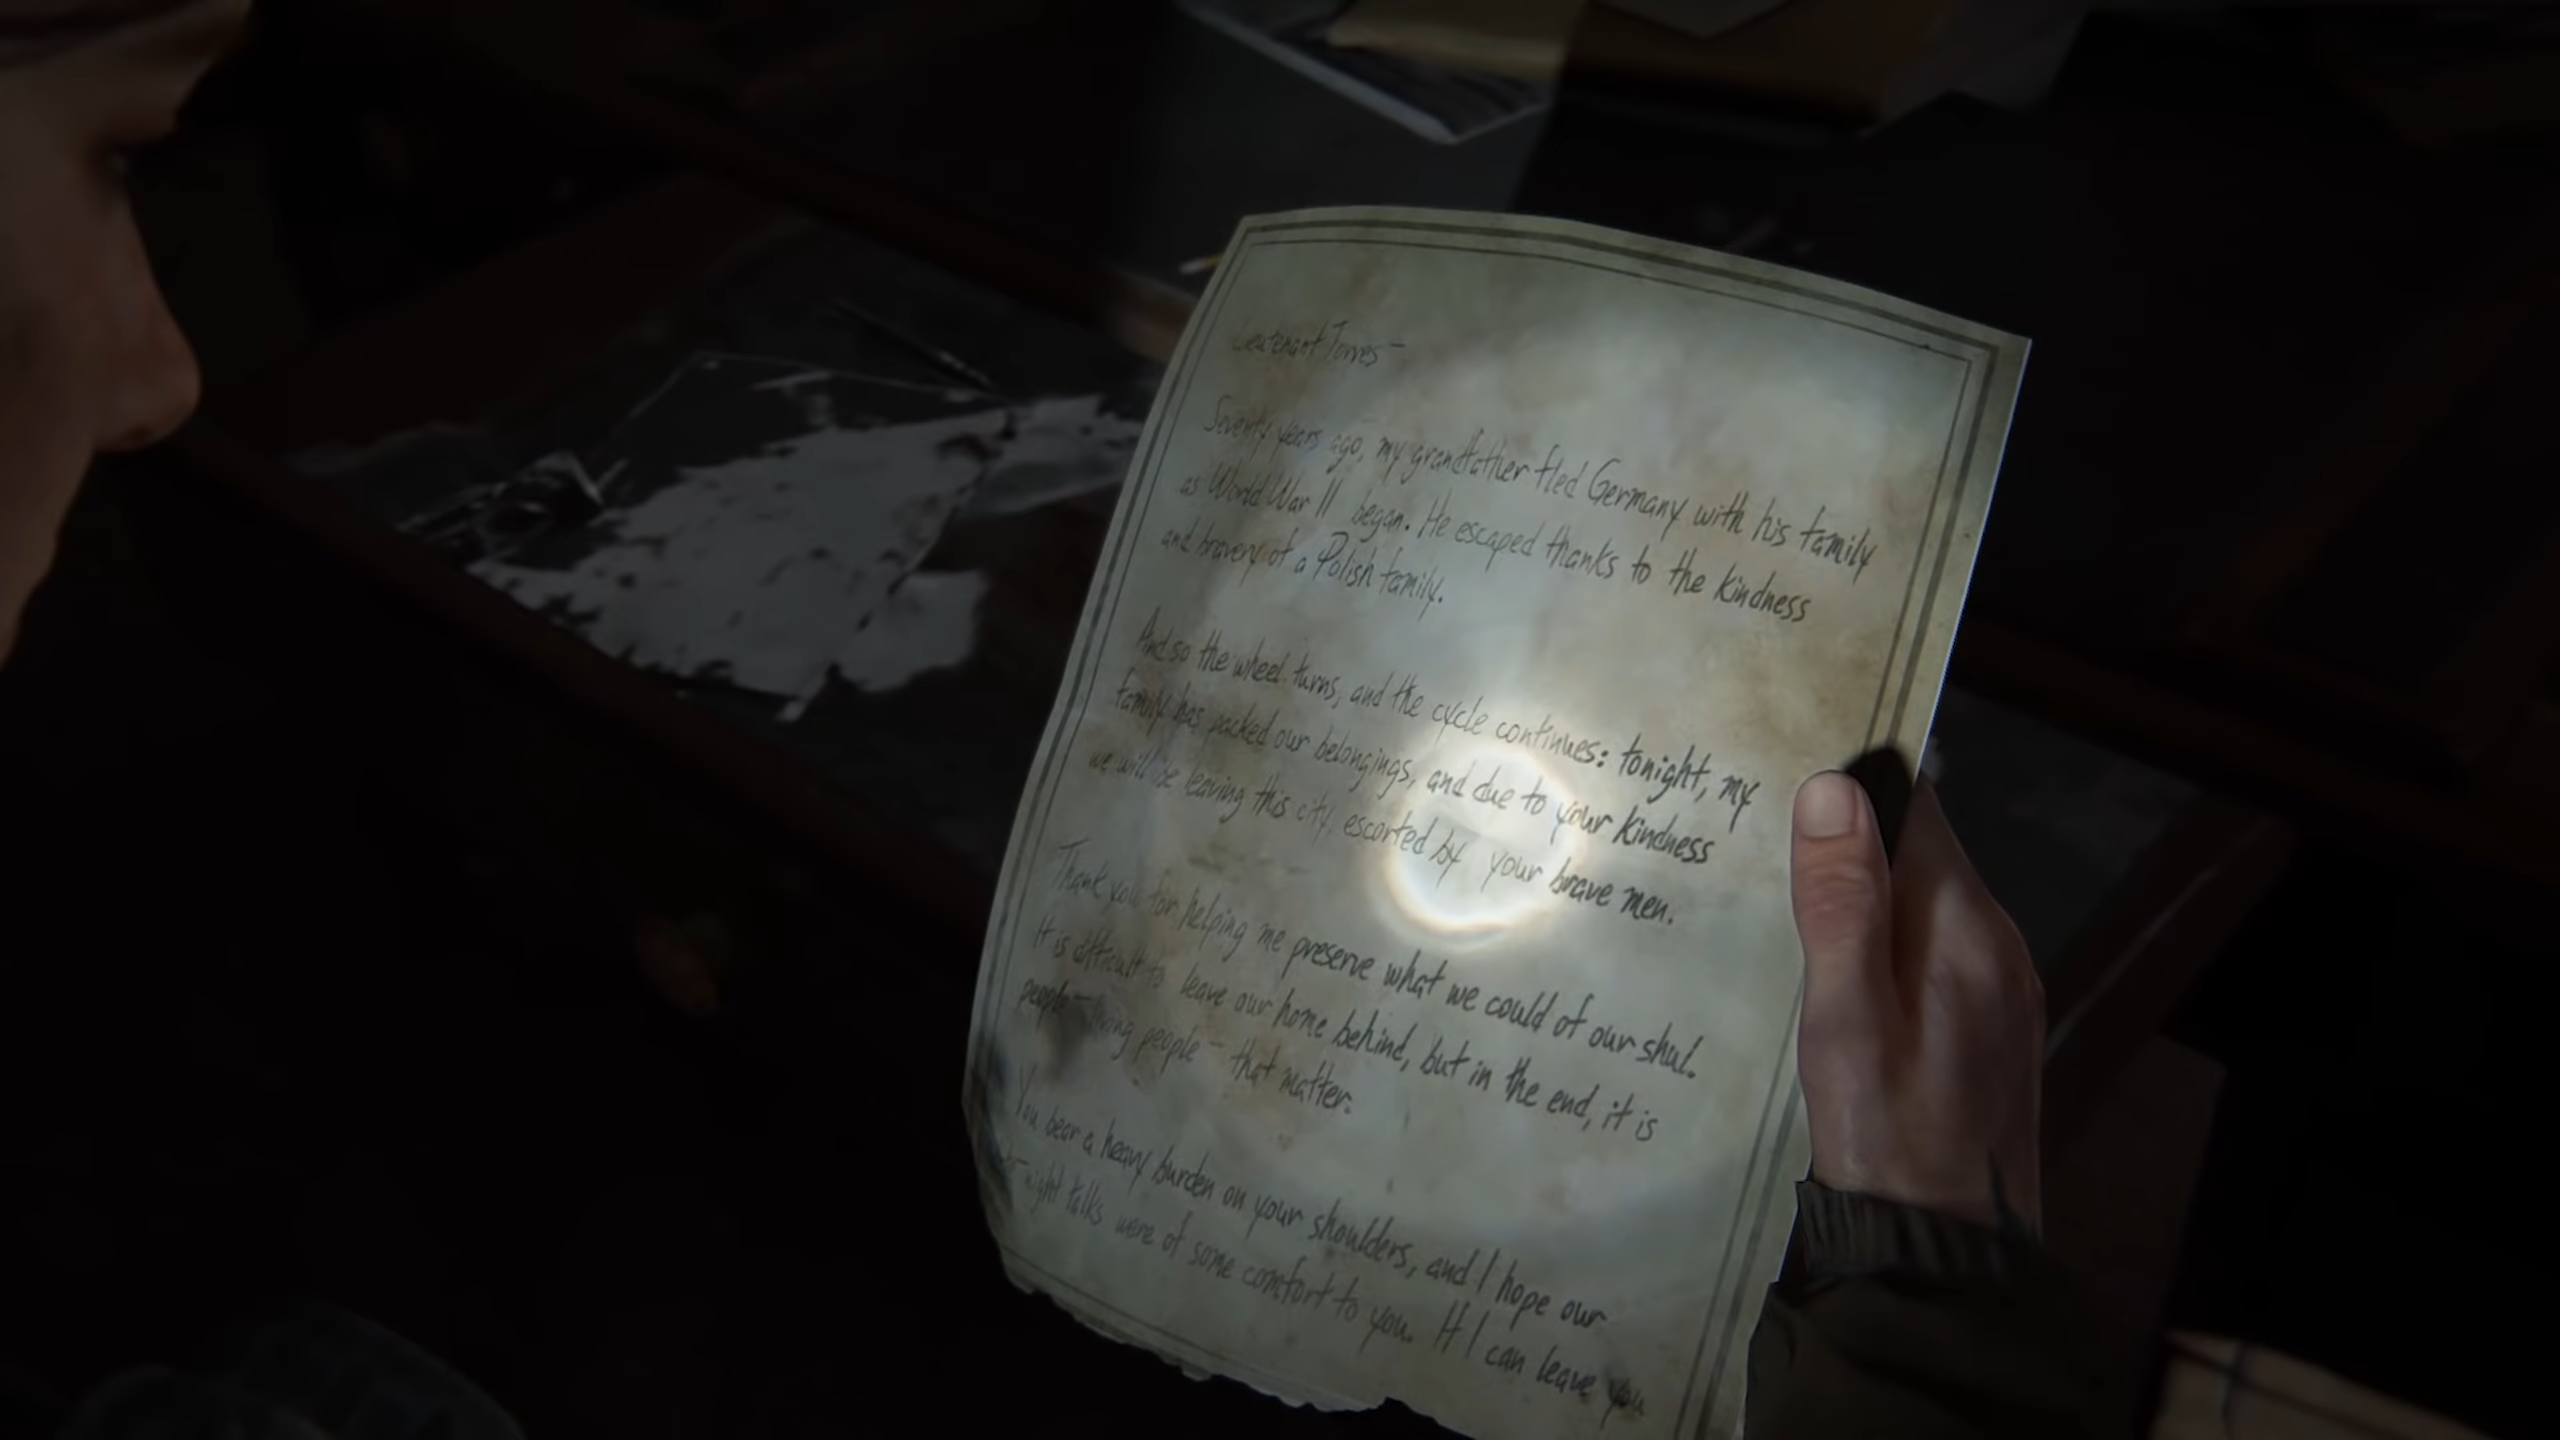 Lieutenant Torres-
Seventy years ago, my grandfather fled Germany with his family
as World War II began. He escaped thanks to the kindness
and bravery of a Polish family.
And so the wheel turns, and the cycle continues: tonight, my
family has packed our belongings, and due to your kindness
we will be leaving this city, escorted by your brave men.
Thank you for helping me preserve what we could of our shul.
It is difficult to leave our home behind, but in the end, it is
people - living people - that matter.
You bear a heavy burden on your shoulders, and I hope our
night talks were of some comfort to you. If I can leave you